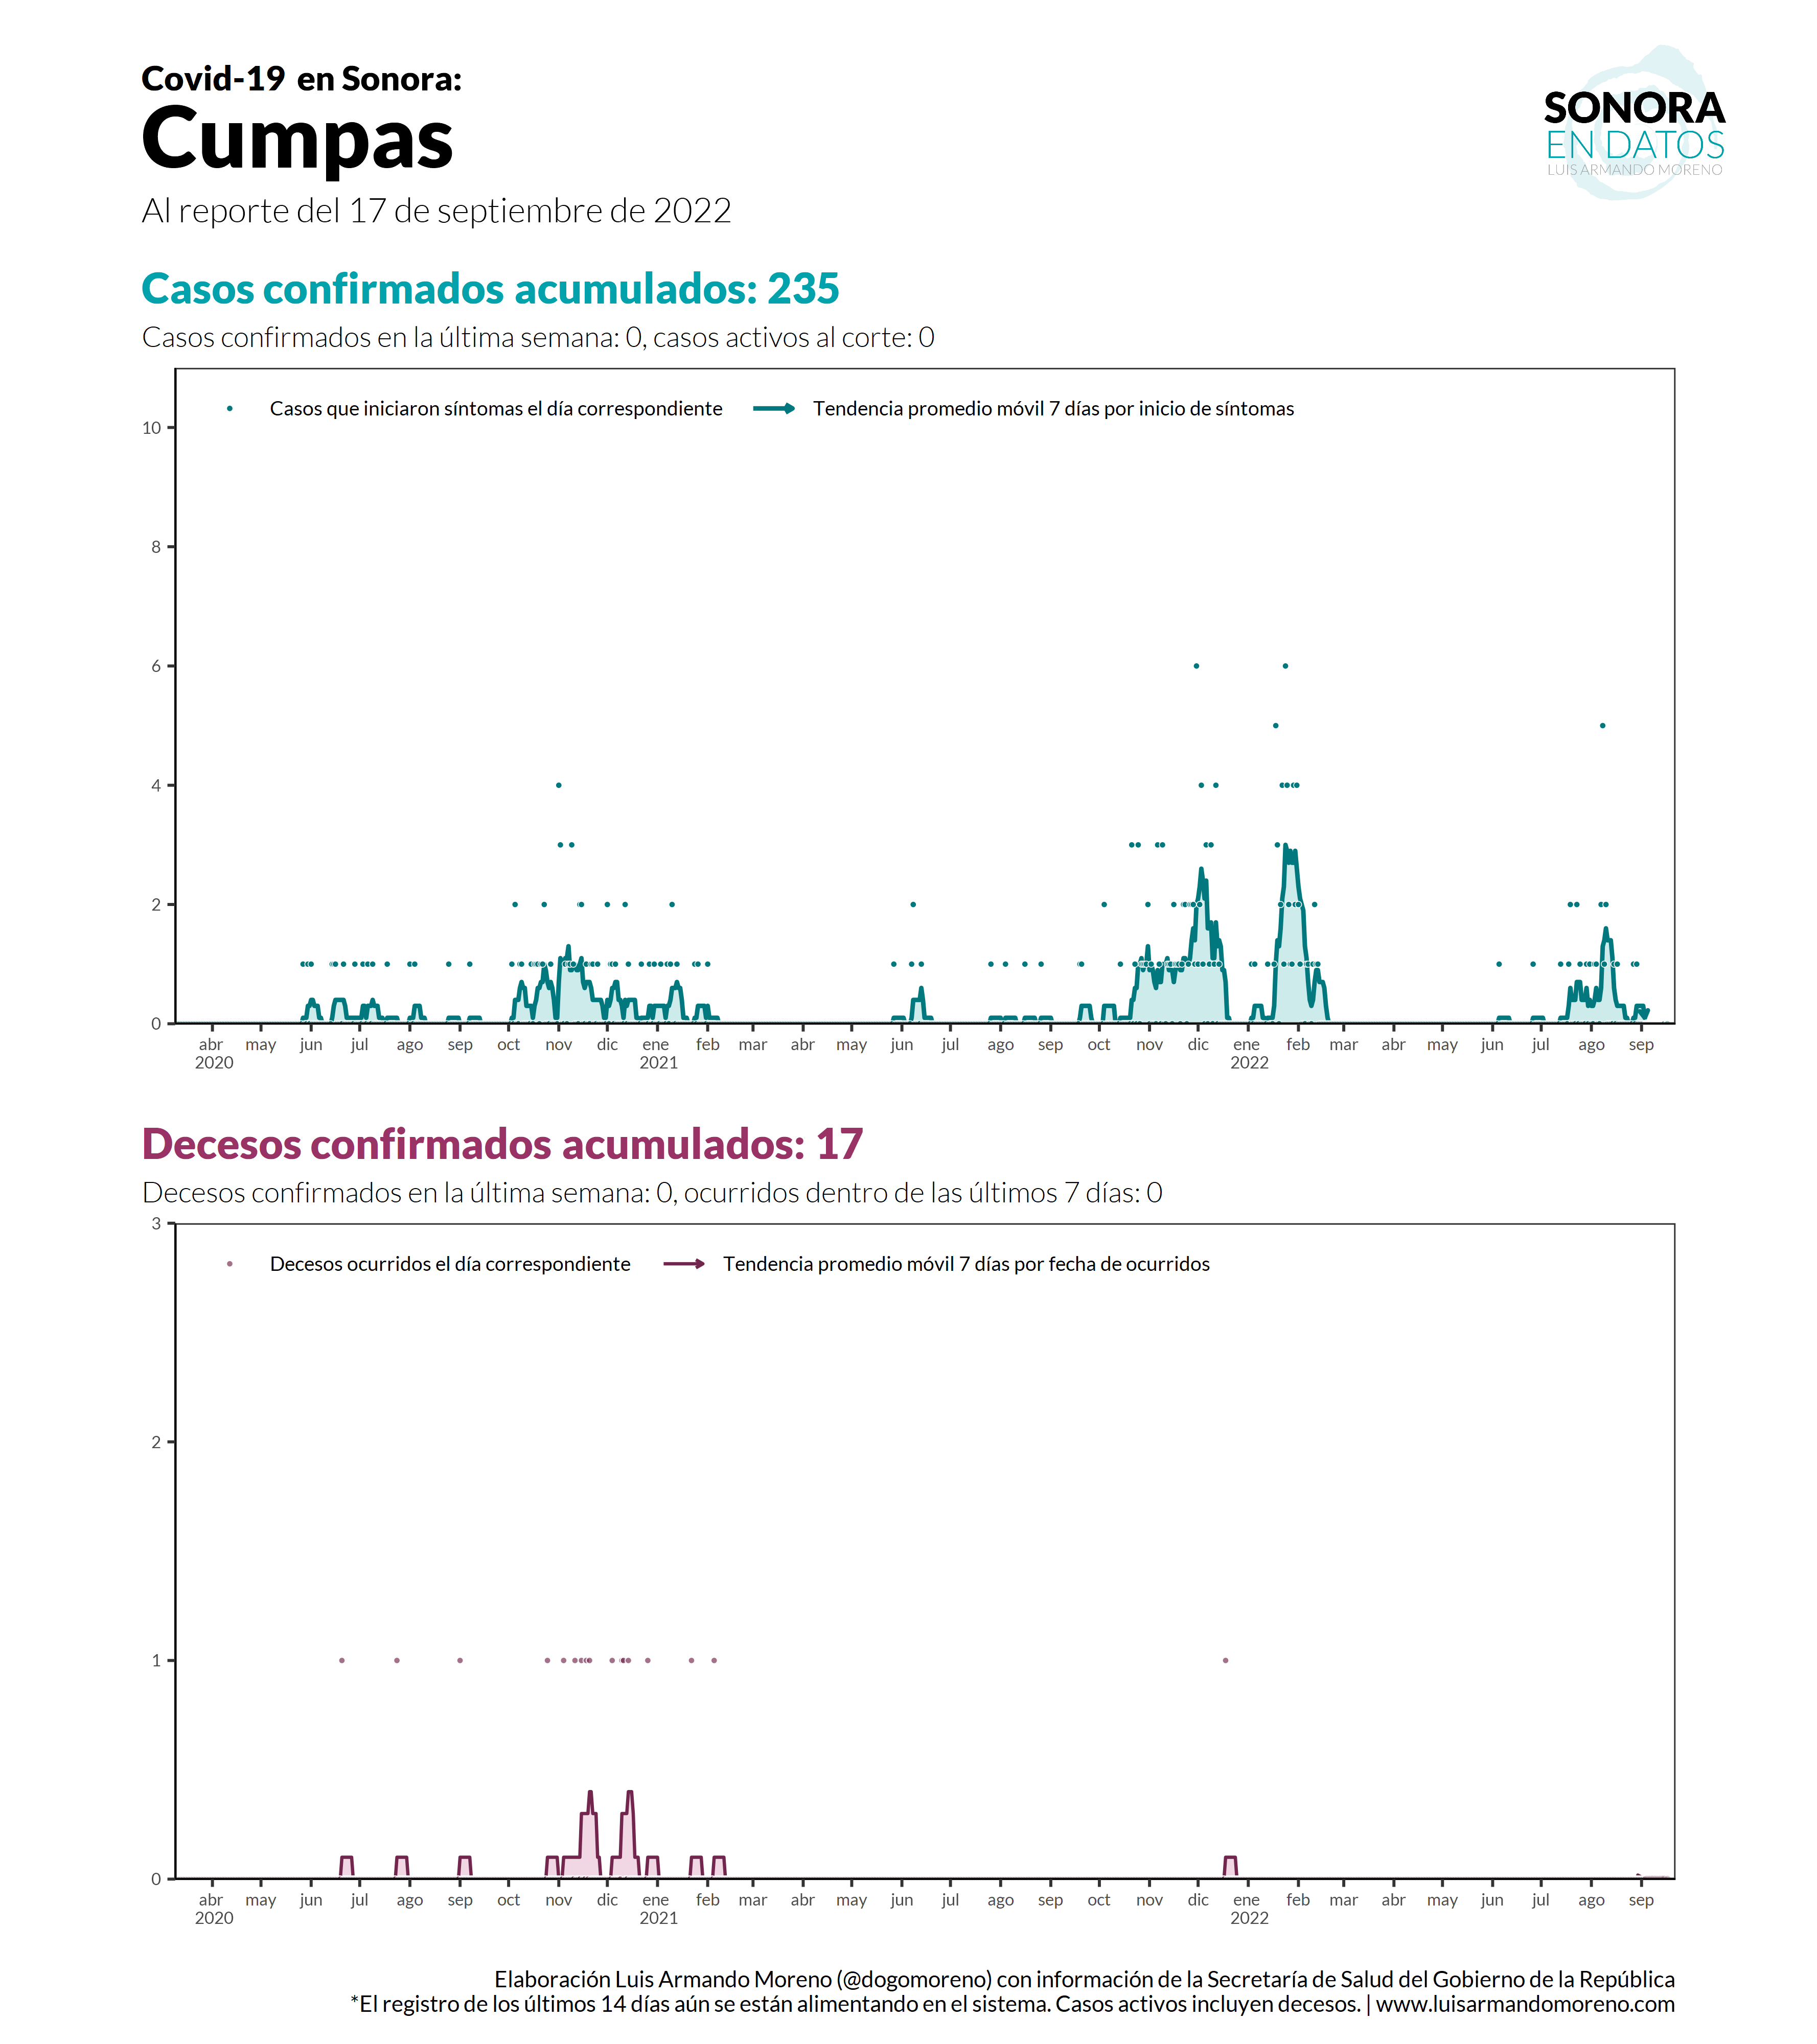 Covid-19 en Sonora:
Cumpas
Al reporte del 17 de septiembre de 2022
SONORA
EN DATOS
LUIS ARMANDO MORENO
Casos confirmados acumulados: 235
Casos confirmados en la última semana: 0, casos activos al corte: 0
Casos que iniciaron síntomas el día correspondiente Tendencia promedio móvil 7 días por inicio de síntomas
10
8
6
4
2
0
abr may jun jul ago sep oct nov dic ene feb mar abr may jun jul ago sep oct nov dic ene feb mar abr may jun jul ago sep
2020 2021 2022
Decesos confirmados acumulados: 17
Decesos confirmados en la última semana: 0, ocurridos dentro de las últimos 7 días: 0
3
Decesos ocurridos el día correspondiente Tendencia promedio móvil 7 días por fecha de ocurridos
2
1
0
abr may jun jul ago sep oct nov dic ene feb mar abr may jun jul ago sep oct nov dic ene feb mar abr may jun jul ago sep
2020 2021 2022
Elaboración Luis Armando Moreno (@dogomoreno) con información de la Secretaría de Salud del Gobierno de la República
*El registro de los últimos 14 días aún se están alimentando en el sistema. Casos activos incluyen decesos. | www.luisarmandomoreno.com